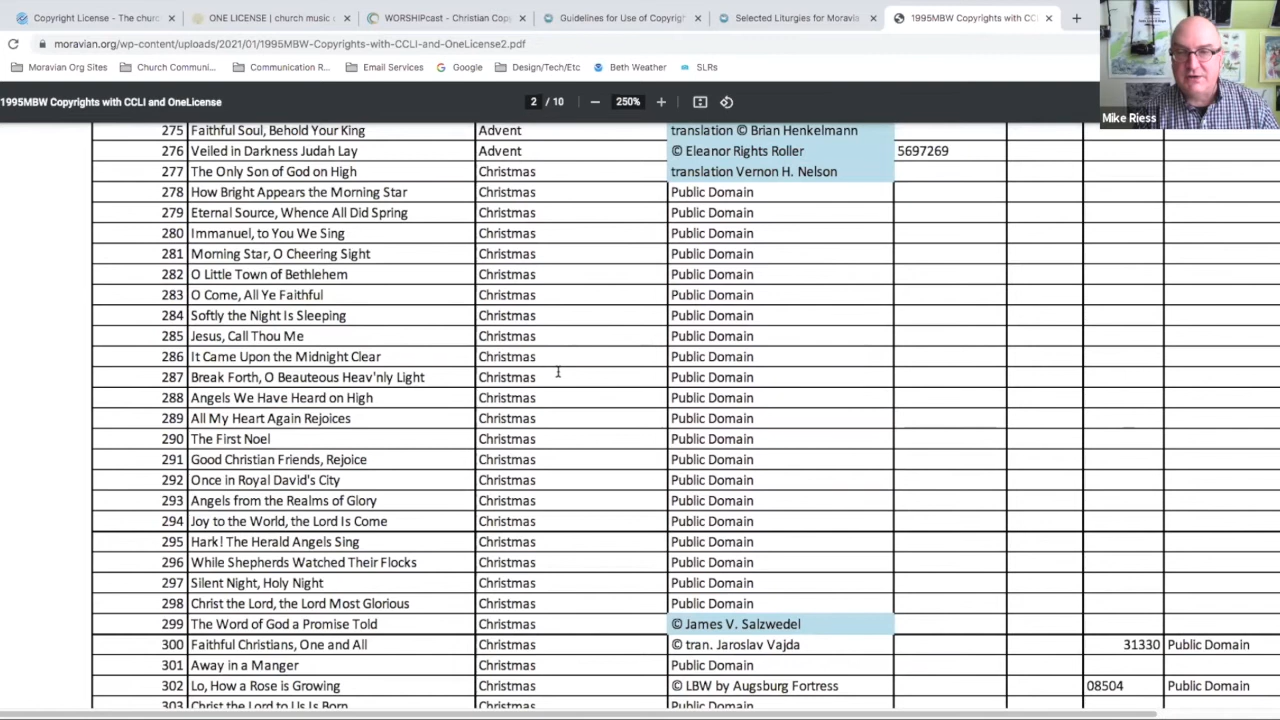 Copyright License - The churc
ONE LICENSE | church music c
WORSHIPcast - Christian Cop
Guidelines for Use of Copyrigh
Selected Liturgies for Moravia
1995MBW Copyrights with CC
moravian.org/wp-content/uploads/2021/01/1995MBW-Copyrights-with-CCLI-and-OneLicense2.pdf
Moravian Org Sites
Church Communi...
Communication R...
Email Services
Google
Design/Tech/Etc
Beth Weather
SLRs
1995MBW Copyrights with CCLI and OneLicense
2 / 10
250%
Mike Riess
275 Faithful Soul, Behold Your King Advent translation © Brian Henkelmann
276 Veiled in Darkness Judah Lay Advent © Eleanor Rights Roller 5697269
277 The Only Son of God on High Christmas translation Vernon H. Nelson
278 How Bright Appears the Morning Star Christmas Public Domain
279 Eternal Source, Whence All Did Spring Christmas Public Domain
280 Immanuel, to You We Sing Christmas Public Domain
281 Morning Star, O Cheering Sight Christmas Public Domain
282 O Little Town of Bethlehem Christmas Public Domain
283 O Come, All Ye Faithful Christmas Public Domain
284 Softly the Night Is Sleeping Christmas Public Domain
285 Jesus, Call Thou Me Christmas Public Domain
286 It Came Upon the Midnight Clear Christmas Public Domain
287 Break Forth, O Beauteous Heav'nly Light Christmas Public Domain
288 Angels We Have Heard on High Christmas Public Domain
289 All My Heart Again Rejoices Christmas Public Domain
290 The First Noel Christmas Public Domain
291 Good Christian Friends, Rejoice Christmas Public Domain
292 Once in Royal David's City Christmas Public Domain
293 Angels from the Realms of Glory Christmas Public Domain
294 Joy to the World, the Lord Is Come Christmas Public Domain
295 Hark! The Herald Angels Sing Christmas Public Domain
296 While Shepherds Watched Their Flocks Christmas Public Domain
297 Silent Night, Holy Night Christmas Public Domain
298 Christ the Lord, the Lord Most Glorious Christmas Public Domain
299 The Word of God a Promise Told Christmas © James V. Salzwedel
300 Faithful Christians, One and All Christmas © tran. Jaroslav Vajda 31330 Public Domain
301 Away in a Manger Christmas Public Domain
302 Lo, How a Rose is Growing Christmas © LBW by Augsburg Fortress 08504 Public Domain
303 Christ the Lord to Us Is Born Christmas Public Domain